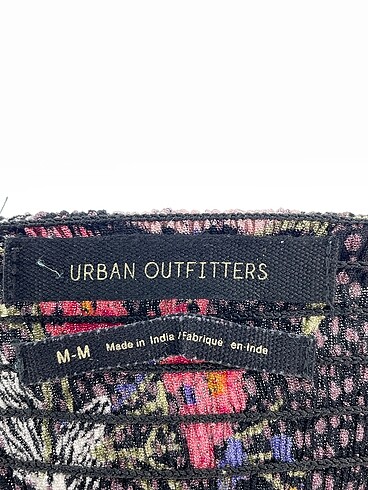 URBAN OUTFITTERS
M-M Made in India / Fabriqué en Inde